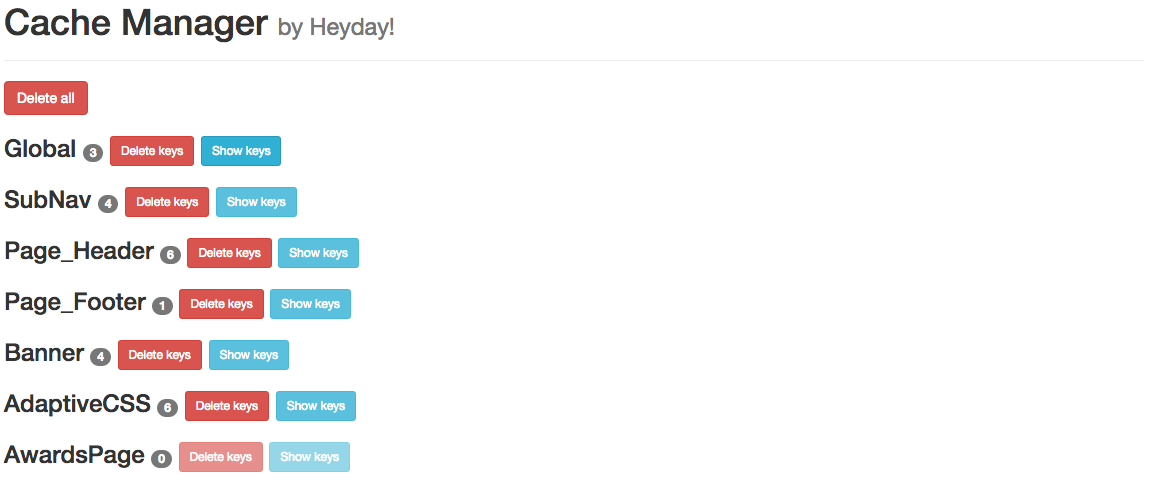 Cache Manager by Heyday!
Delete all
Global 3 Delete keys Show keys
SubNav 4 Delete keys Show keys
Page_Header 6 Delete keys Show keys
Page_Footer 1 Delete keys Show keys
Banner 4 Delete keys Show keys
AdaptiveCSS 6 Delete keys Show keys
AwardsPage 0 Delete keys Show keys